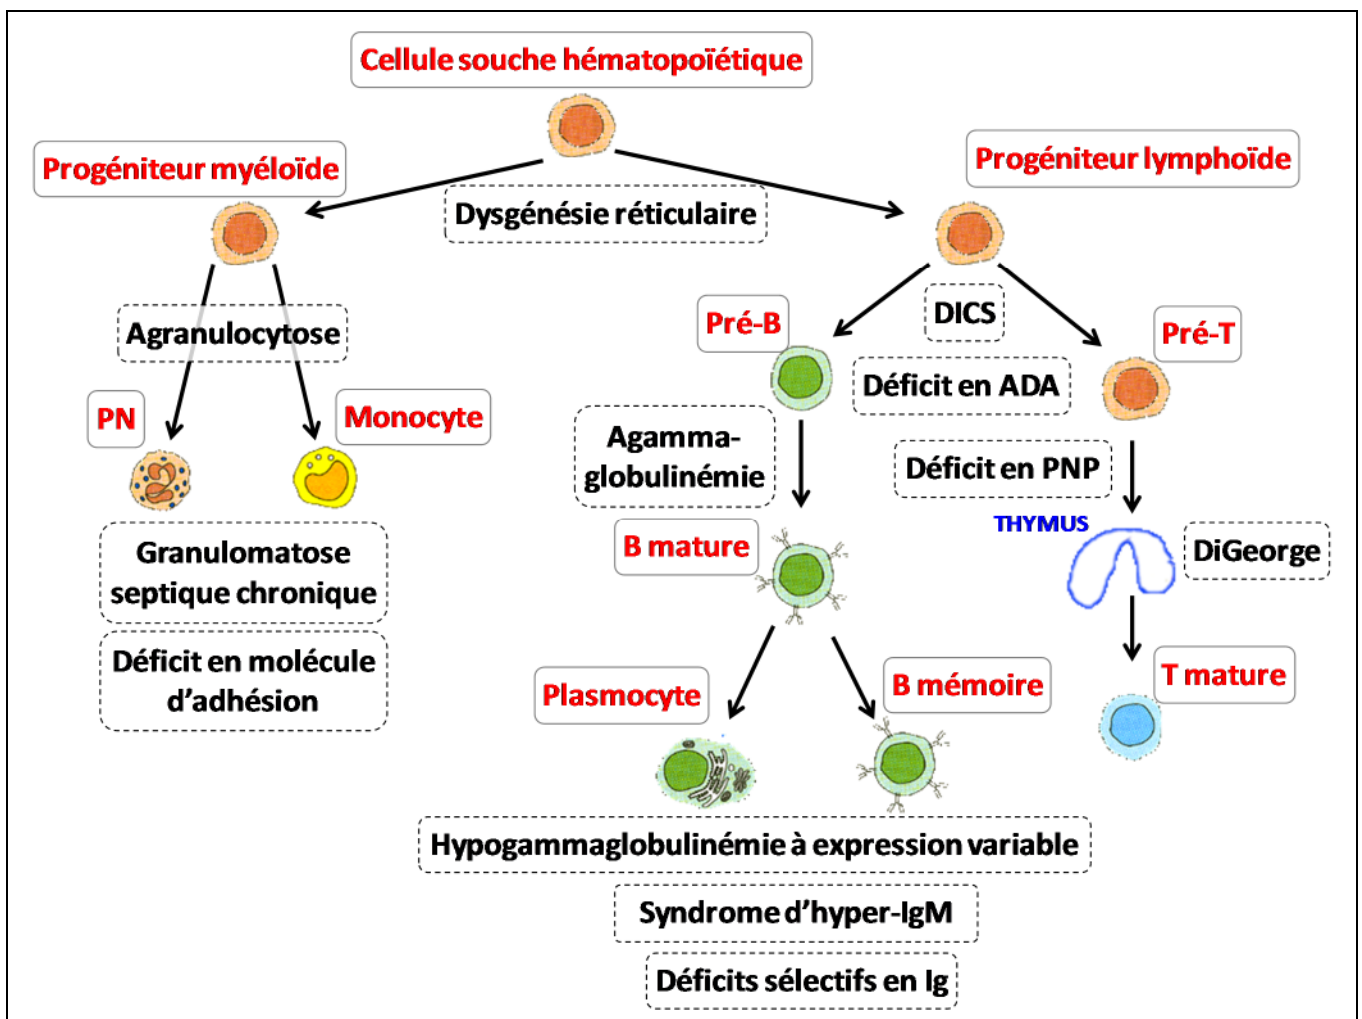 Cellule souche hématopoïétique
Progéniteur myéloïde
Progéniteur lymphoïde
Dysgénésie réticulaire
Agranulocytose
Pré-B
DICS
Pré-T
Déficit en ADA
PN
Monocyte
Agamma-
globulinémie
Déficit en PNP
THYMUS
DiGeorge
B mature
Granulomatose
septique chronique
Déficit en molécule
d'adhésion
Plasmocyte
B mémoire
T mature
Hypogammaglobulinémie à expression variable
Syndrome d'hyper-IgM
Déficits sélectifs en Ig